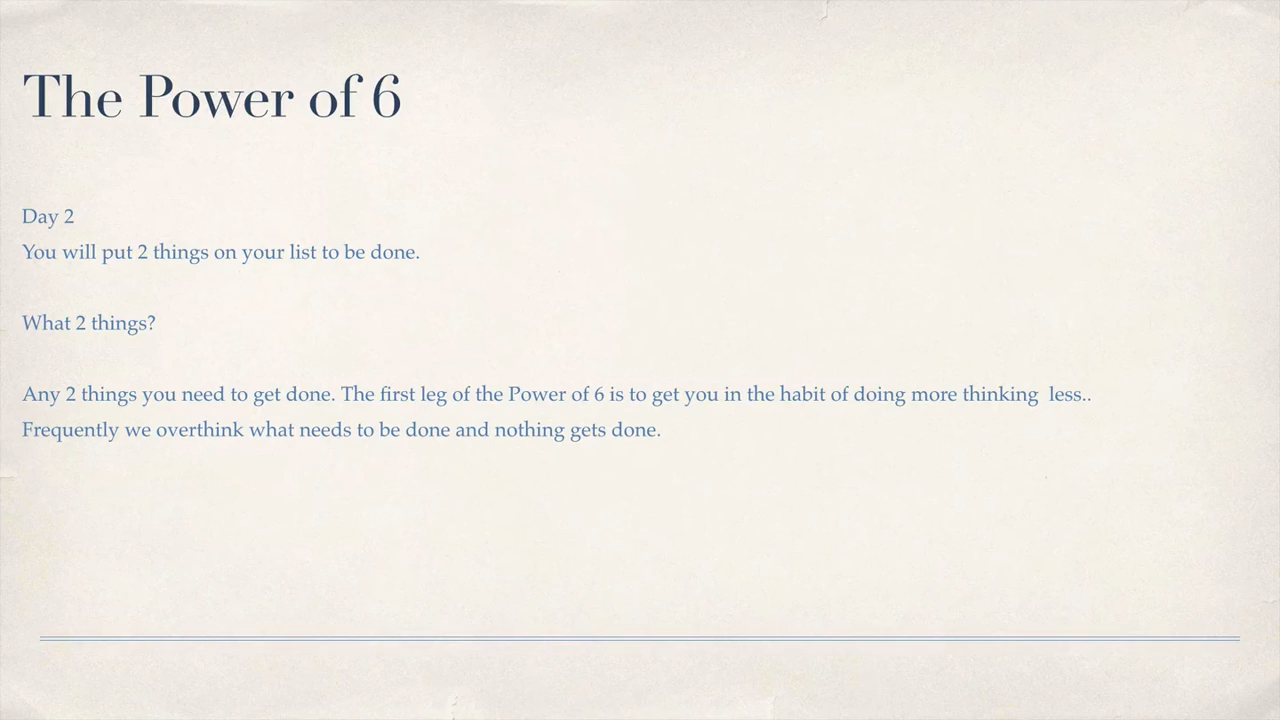 The Power of 6
Day 2
You will put 2 things on your list to be done.
What 2 things?
Any 2 things you need to get done. The first leg of the Power of 6 is to get you in the habit of doing more thinking  less..
Frequently we overthink what needs to be done and nothing gets done.